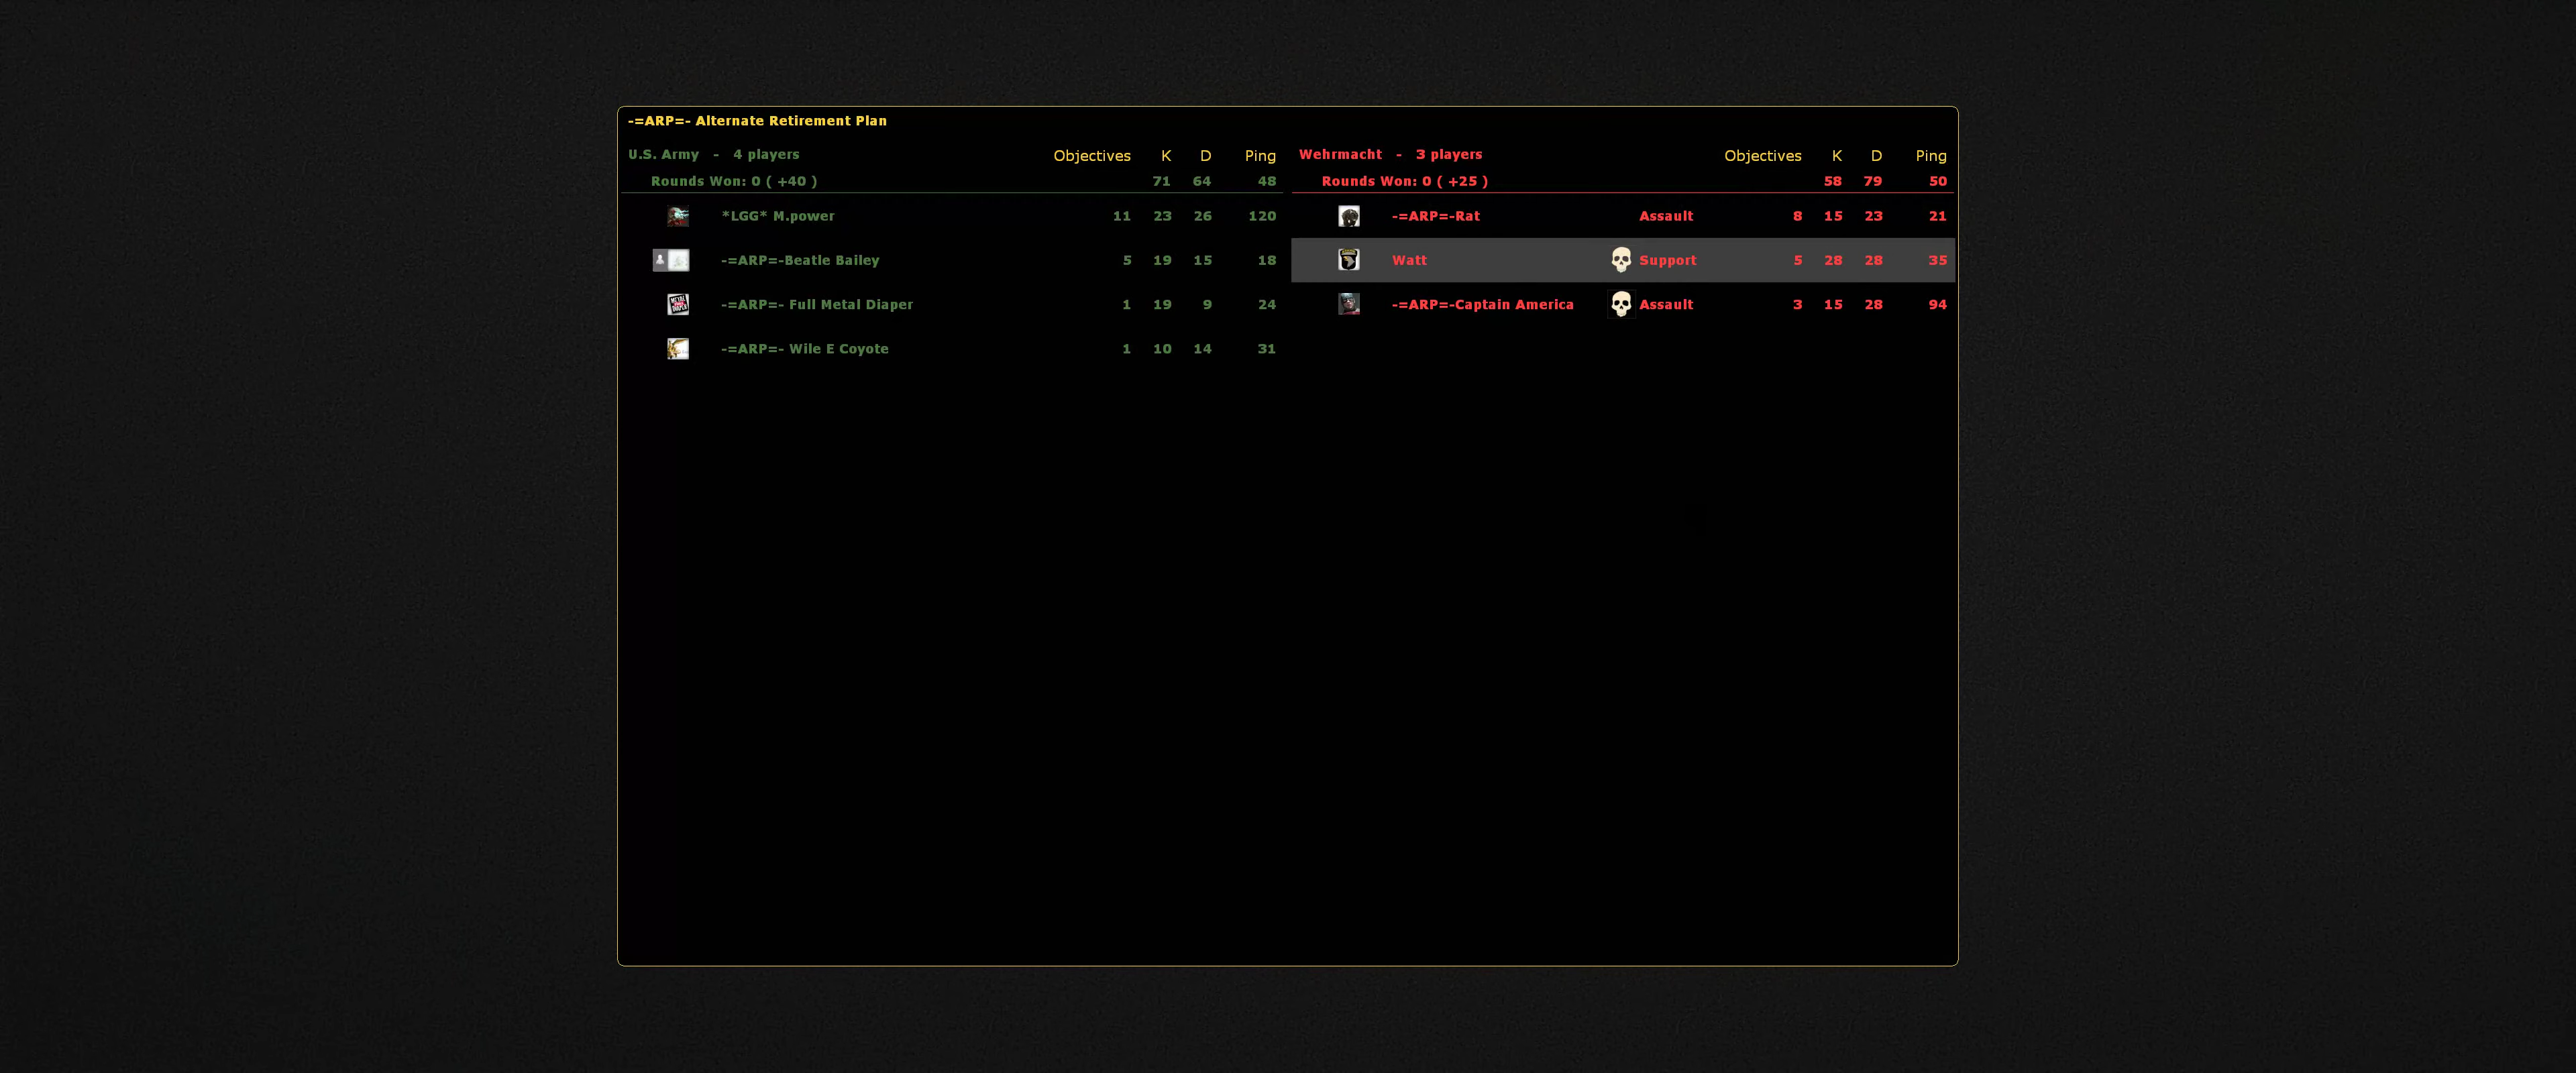 -=ARP=- Alternate Retirement Plan
U.S. Army - 4 players Objectives K D Ping
Rounds Won: 0 ( +40 ) 71 64 48
*LGG* M.power 11 23 26 120
-=ARP=-Beatle Bailey 5 19 15 18
-=ARP=- Full Metal Diaper 1 19 9 24
-=ARP=- Wile E Coyote 1 10 14 31
Wehrmacht - 3 players Objectives K D Ping
Rounds Won: 0 ( +25 ) 58 79 50
-=ARP=-Rat Assault 8 15 23 21
Watt Support 5 28 28 35
-=ARP=-Captain America Assault 3 15 28 94